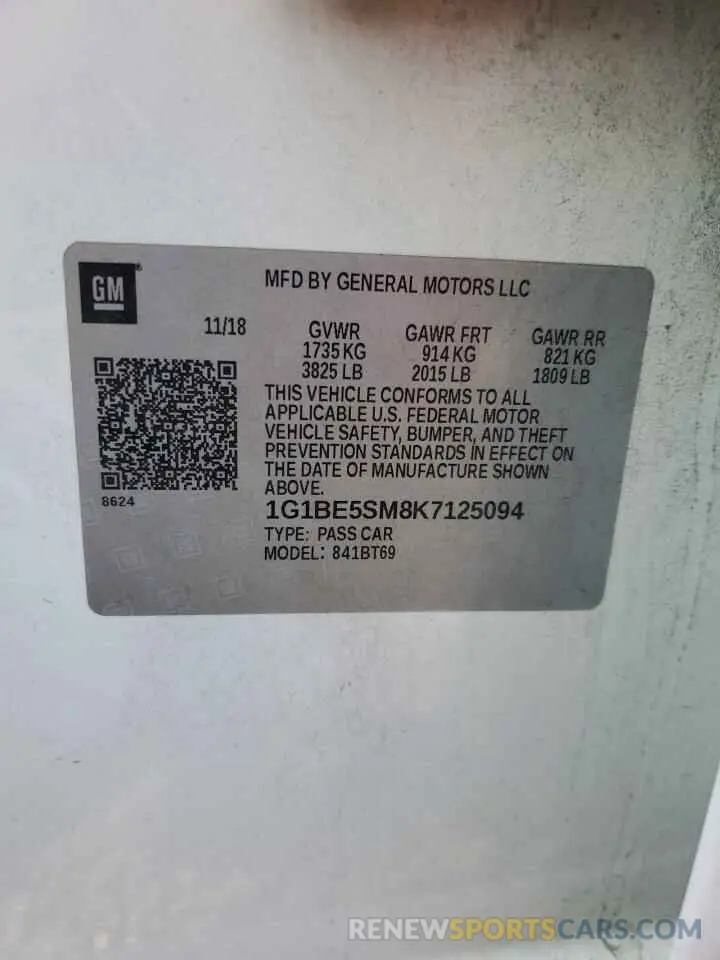 GM
MFD BY GENERAL MOTORS LLC
11/18
GVWR GAWR FRT GAWR RR
1735 KG 914 KG 821 KG
3825 LB 2015 LB 1809 LB
THIS VEHICLE CONFORMS TO ALL
APPLICABLE U.S. FEDERAL MOTOR
VEHICLE SAFETY, BUMPER, AND THEFT
PREVENTION STANDARDS IN EFFECT ON
THE DATE OF MANUFACTURE SHOWN
ABOVE.
8624
1G1BE5SM8K7125094
TYPE: PASS CAR
MODEL: 841BT69
RENEWSPORTSCARS.COM